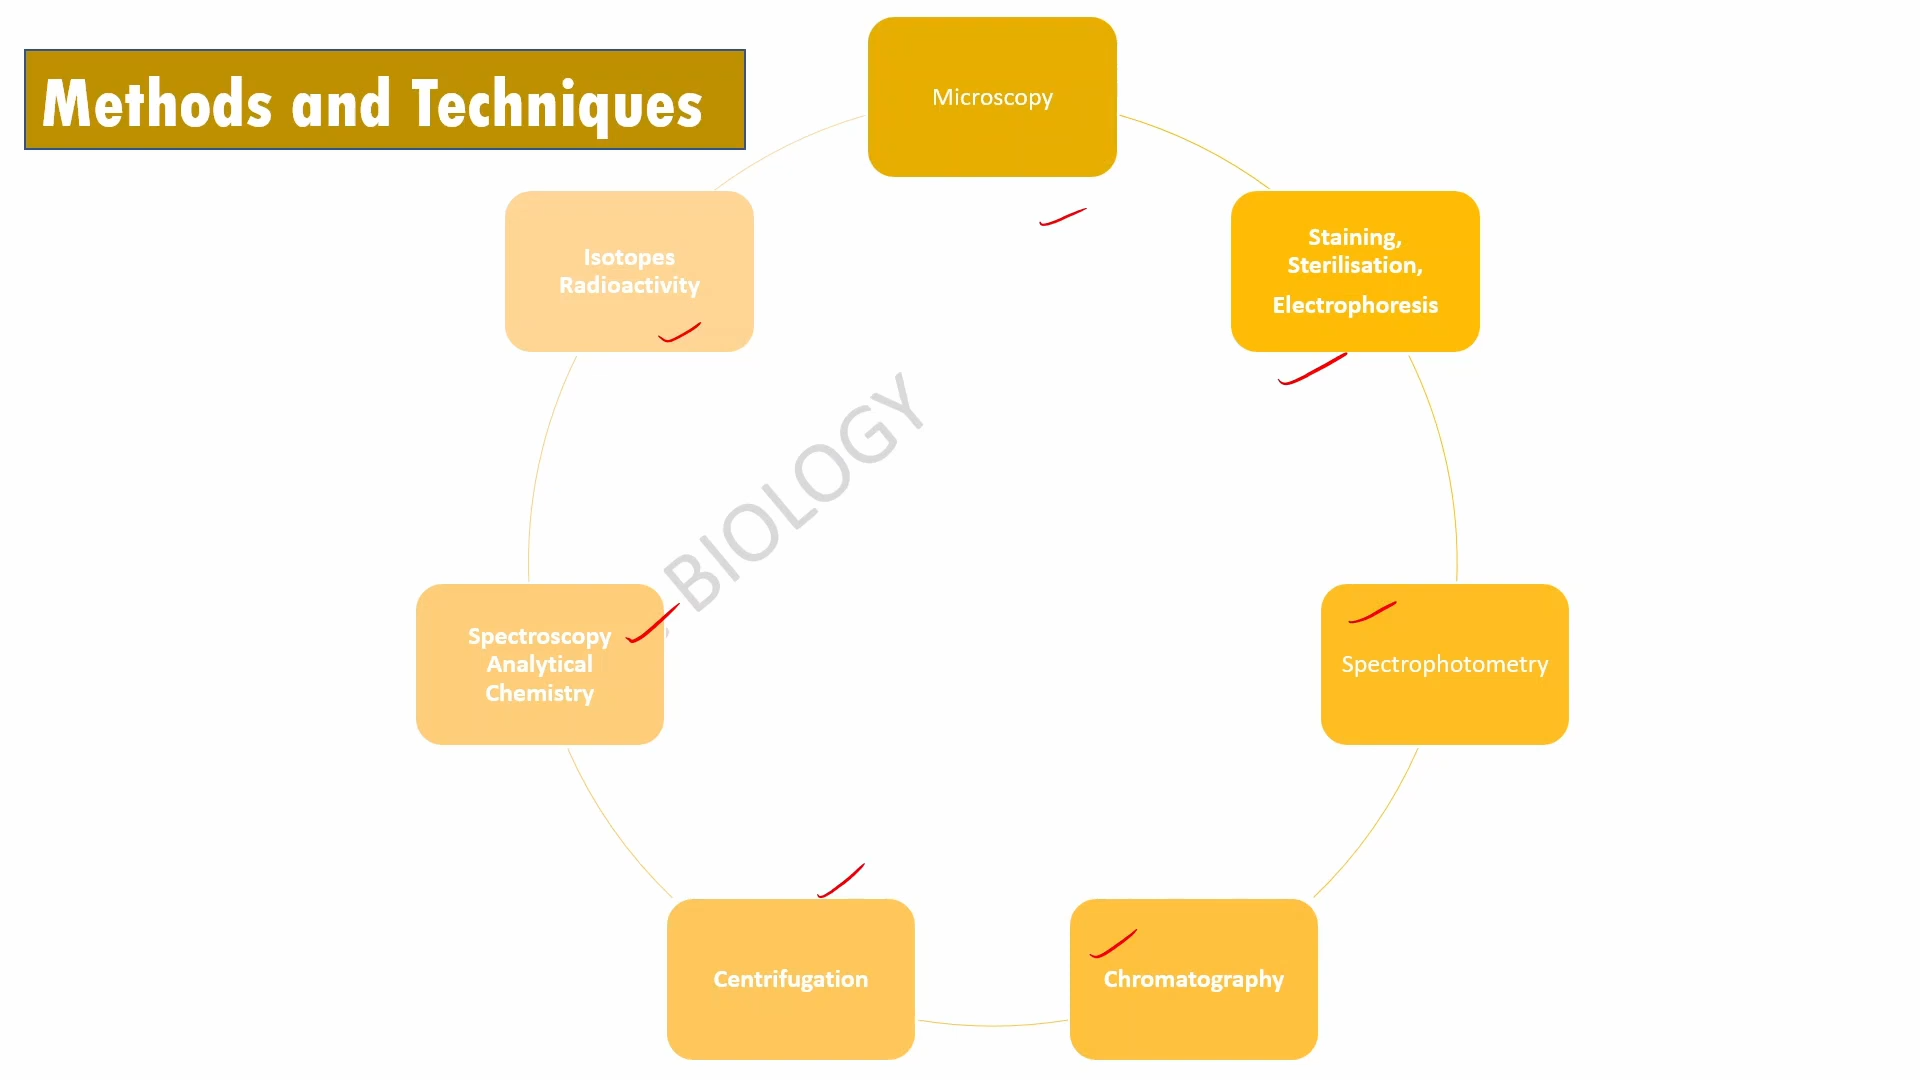 Methods and Techniques
Microscopy
Staining,
Sterilisation,
Electrophoresis
Spectrophotometry
Chromatography
Centrifugation
Spectroscopy
Analytical
Chemistry
Isotopes
Radioactivity
BIOLOGY